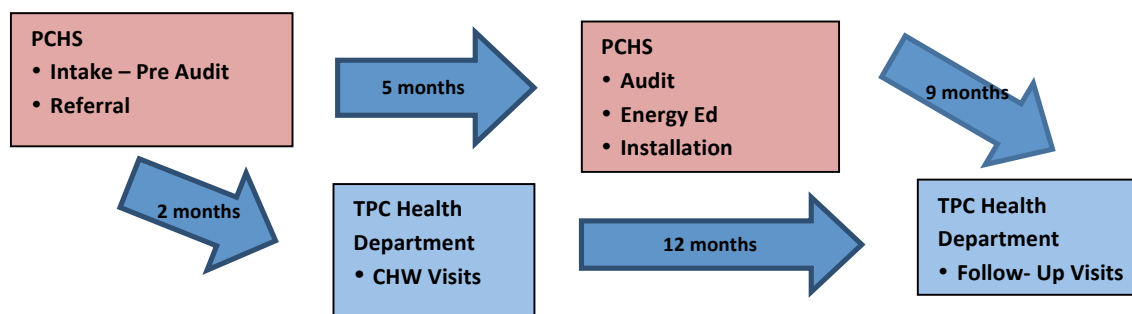 PCHS
• Intake – Pre Audit
• Referral
5 months
PCHS
• Audit
• Energy Ed
• Installation
9 months
2 months
TPC Health
Department
• CHW Visits
12 months
TPC Health
Department
• Follow- Up Visits